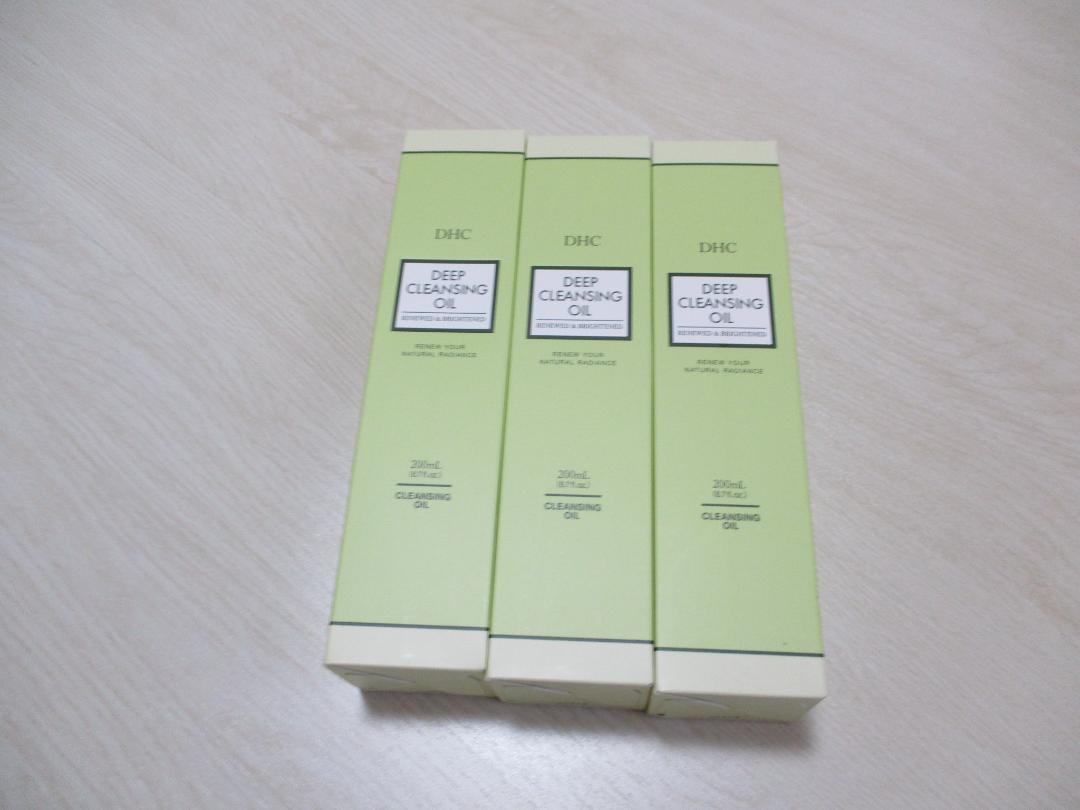 DHC
DEEP
CLEANSING
OIL
RENEWED & BRIGHTENED
RENEW YOUR
NATURAL RADIANCE
200mL
(6.7fl.oz.)
CLEANSING
OIL
DHC
DEEP
CLEANSING
OIL
RENEWED & BRIGHTENED
RENEW YOUR
NATURAL RADIANCE
200mL
(6.7fl.oz.)
CLEANSING
OIL
DHC
DEEP
CLEANSING
OIL
RENEWED & BRIGHTENED
RENEW YOUR
NATURAL RADIANCE
200mL
(6.7fl.oz.)
CLEANSING
OIL